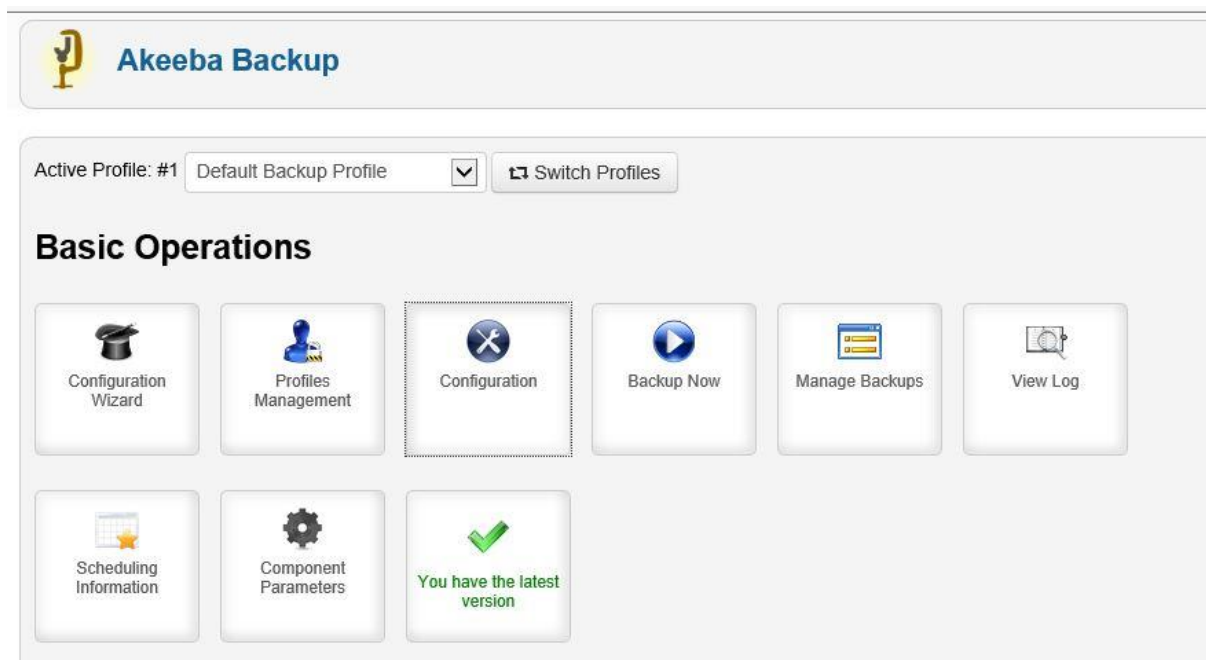 Akeeba Backup
Active Profile: #1 Default Backup Profile Switch Profiles
Basic Operations
Configuration Wizard
Profiles Management
Configuration
Backup Now
Manage Backups
View Log
Scheduling Information
Component Parameters
You have the latest version